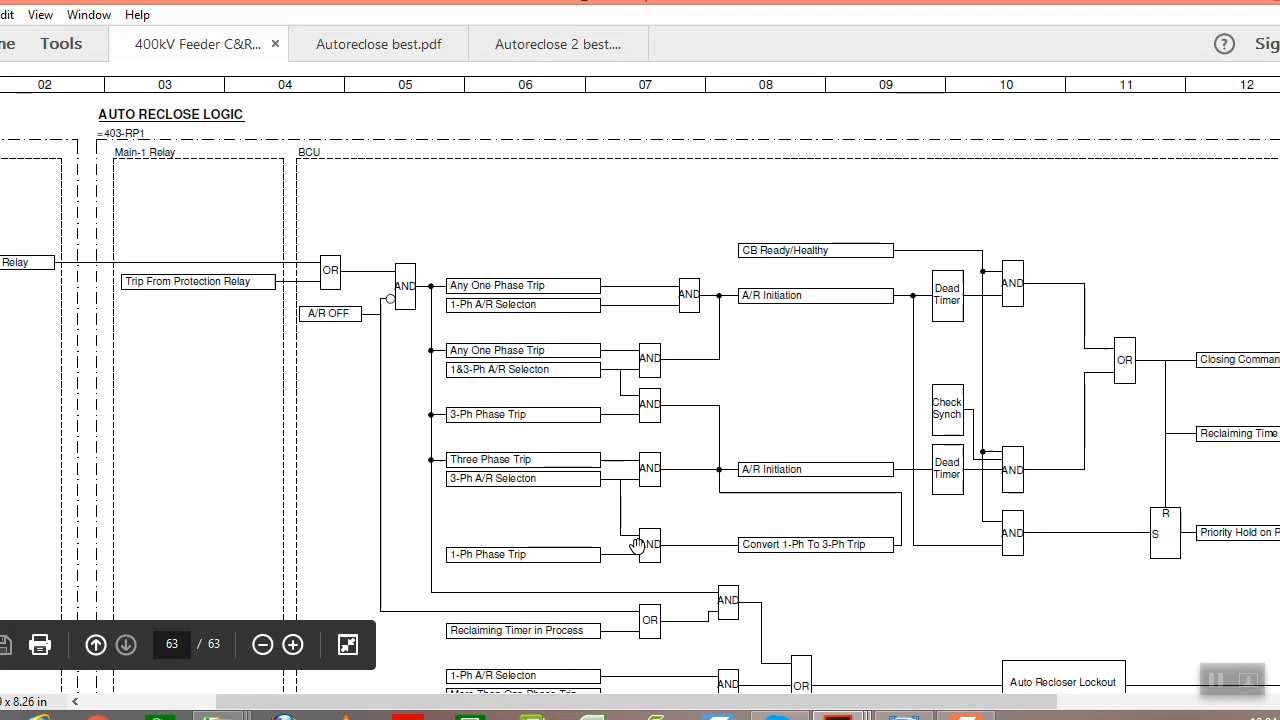 dit View Window Help
ne Tools 400kV Feeder C&R... × Autoreclose best.pdf Autoreclose 2 best.... ? Sig
02 03 04 05 06 07 08 09 10 11 12
AUTO RECLOSE LOGIC
=403-RP1
Main-1 Relay BCU
CB Ready/Healthy
Relay OR
Trip From Protection Relay AND Any One Phase Trip AND Dead Timer AND
1-Ph A/R Selecton A/R Initiation
A/R OFF
Any One Phase Trip AND OR Closing Comman
1&3-Ph A/R Selecton
AND Check Synch
3-Ph Phase Trip
Reclaiming Time
Three Phase Trip AND A/R Initiation Dead Timer AND
3-Ph A/R Selecton
R
AND S Priority Hold on P
AND Convert 1-Ph To 3-Ph Trip
1-Ph Phase Trip
AND
OR
Reclaiming Timer in Process
63 / 63
1-Ph A/R Selecton AND OR Auto Recloser Lockout
More Than One Phase Trip
x 8.26 in